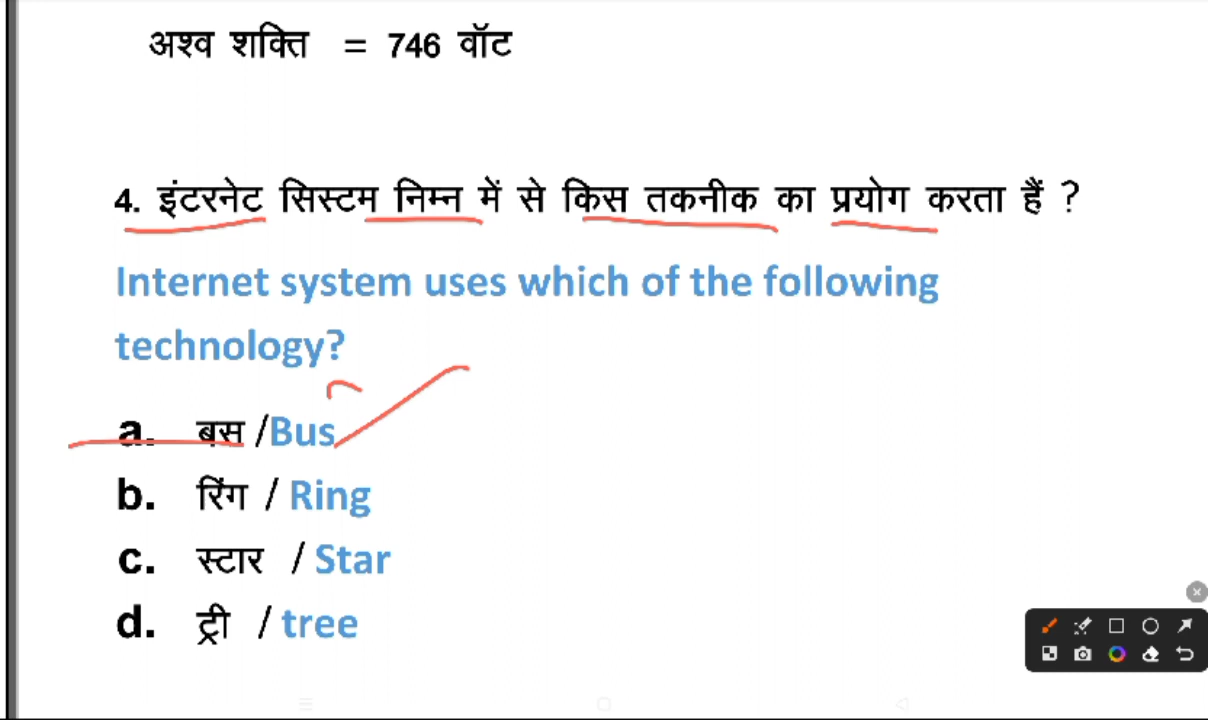 अश्व शक्ति = 746 वॉट
4. इंटरनेट सिस्टम निम्न में से किस तकनीक का प्रयोग करता हैं ?
Internet system uses which of the following
technology?
a. बस /Bus
b. रिंग / Ring
c. स्टार / Star
d. ट्री / tree